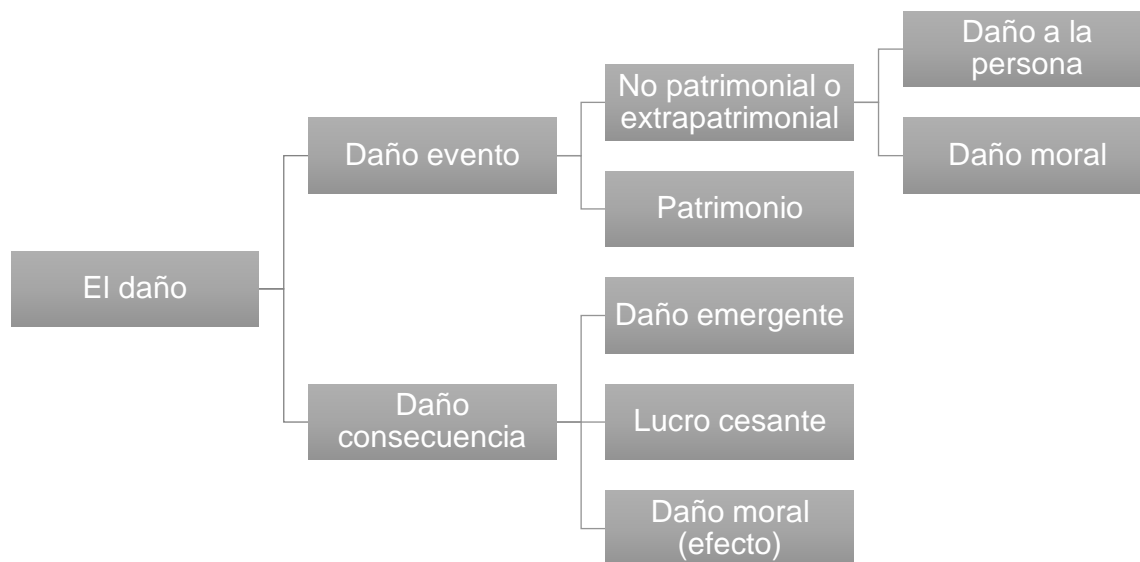 El daño
Daño evento
No patrimonial o
extrapatrimonial
Daño a la
persona
Daño moral
Patrimonio
Daño
consecuencia
Daño emergente
Lucro cesante
Daño moral
(efecto)